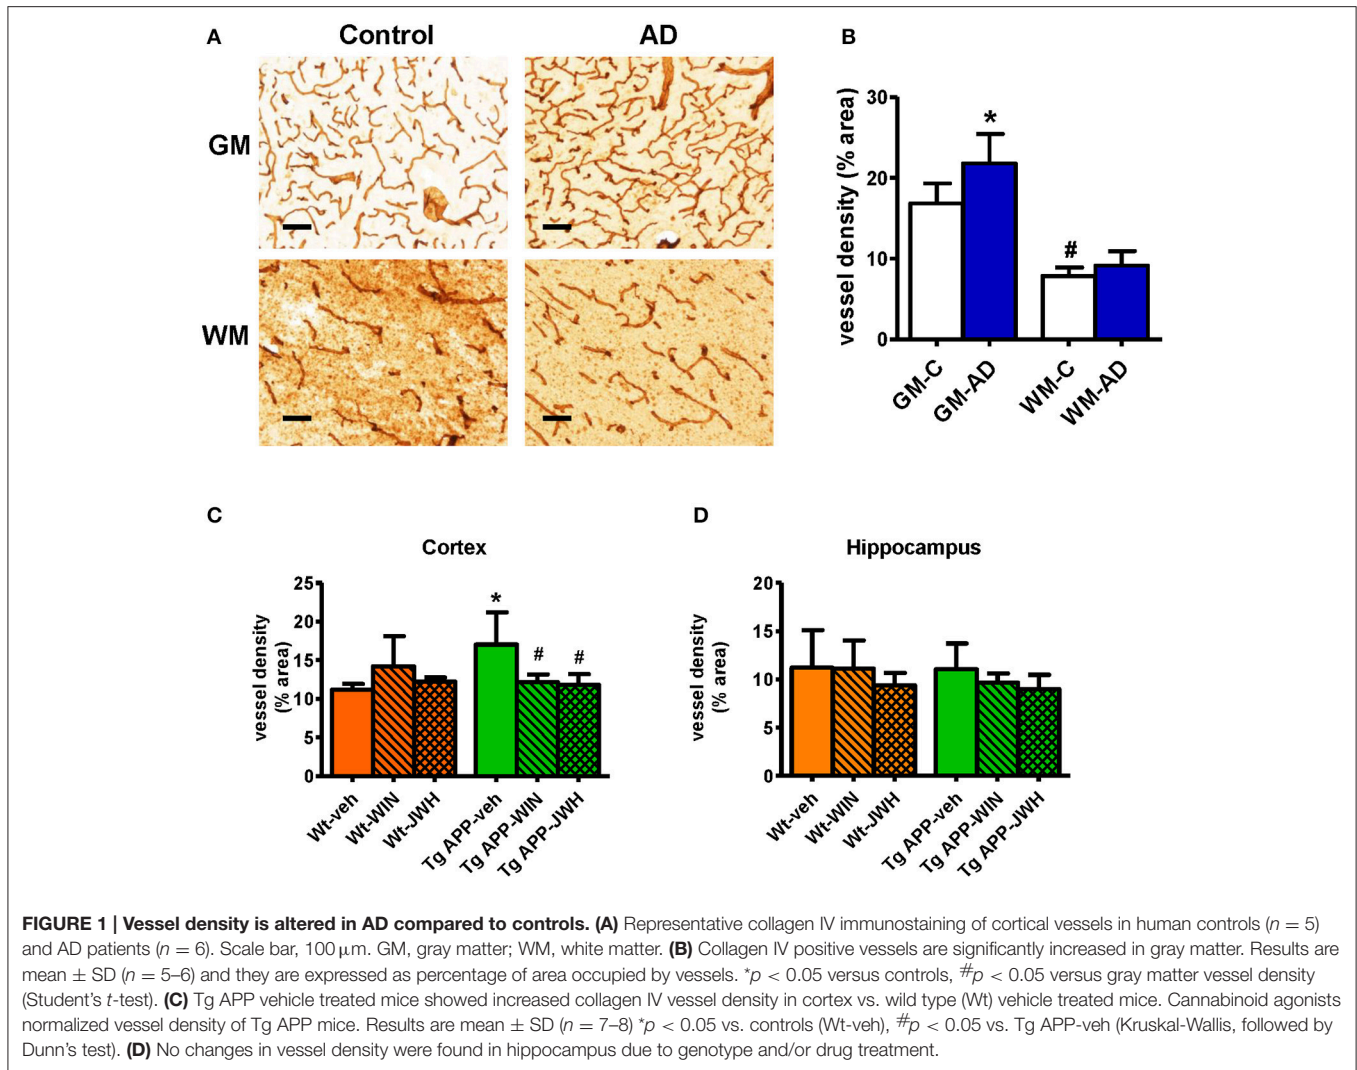 A
Control
AD
B
GM
WM
vessel density (% area)
30
20
10
0
*
#
GM-C
GM-AD
WM-C
WM-AD
C
Cortex
vessel density
(% area)
25
20
15
10
5
0
*
#
#
Wt-veh
Wt-WIN
Wt-JWH
Tg APP-veh
Tg APP-WIN
Tg APP-JWH
D
Hippocampus
vessel density
(% area)
20
15
10
5
0
Wt-veh
Wt-WIN
Wt-JWH
Tg APP-veh
Tg APP-WIN
Tg APP-JWH
FIGURE 1 | Vessel density is altered in AD compared to controls. (A) Representative collagen IV immunostaining of cortical vessels in human controls (n = 5)
and AD patients (n = 6). Scale bar, 100 μm. GM, gray matter; WM, white matter. (B) Collagen IV positive vessels are significantly increased in gray matter. Results are
mean ± SD (n = 5–6) and they are expressed as percentage of area occupied by vessels. *p < 0.05 versus controls, #p < 0.05 versus gray matter vessel density
(Student's t-test). (C) Tg APP vehicle treated mice showed increased collagen IV vessel density in cortex vs. wild type (Wt) vehicle treated mice. Cannabinoid agonists
normalized vessel density of Tg APP mice. Results are mean ± SD (n = 7–8) *p < 0.05 vs. controls (Wt-veh), #p < 0.05 vs. Tg APP-veh (Kruskal-Wallis, followed by
Dunn's test). (D) No changes in vessel density were found in hippocampus due to genotype and/or drug treatment.